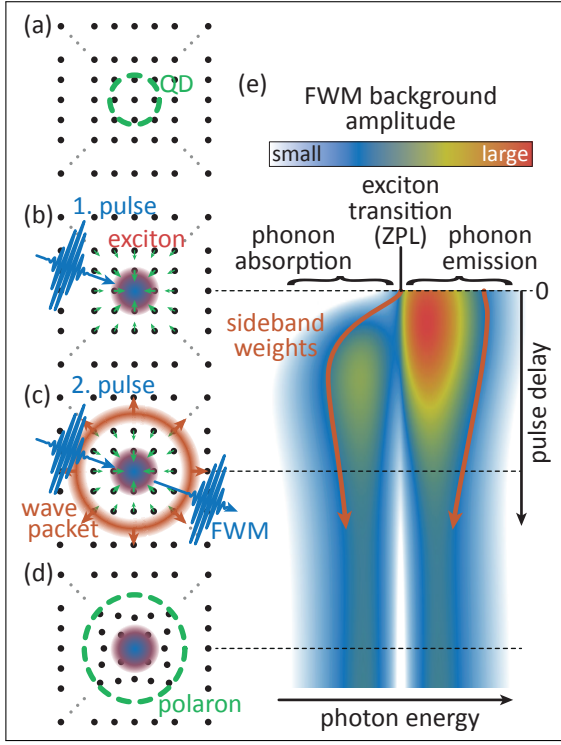 (a)
QD
(b)
1. pulse
exciton
(c)
2. pulse
wave
packet
FWM
(d)
polaron
(e)
FWM background
amplitude
small
large
exciton
transition
(ZPL)
phonon
absorption
phonon
emission
0
sideband
weights
pulse delay
photon energy